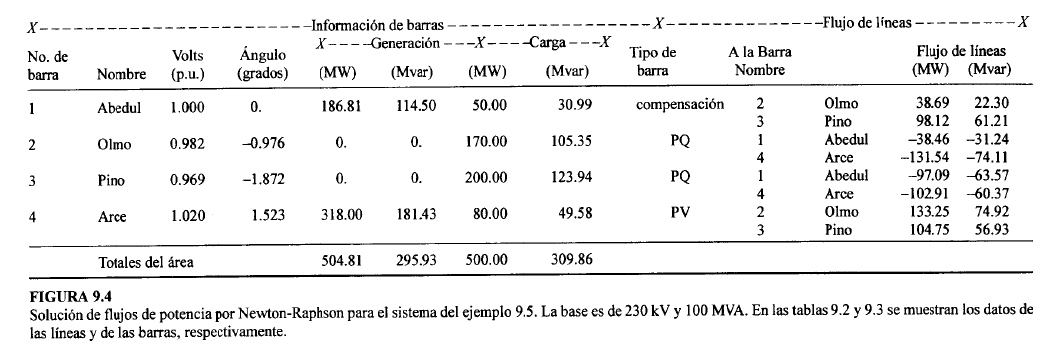 X------------------------Información de barras------------------------X----------------Flujo de líneas----------X
X-----Generación----X-----Carga---X
No. de barra Nombre Volts (p.u.) Ángulo (grados) (MW) (Mvar) (MW) (Mvar) Tipo de barra A la Barra Nombre Flujo de líneas (MW) (Mvar)
1 Abedul 1.000 0. 186.81 114.50 50.00 30.99 compensación 2 Olmo 38.69 22.30
3 Pino 98.12 61.21
2 Olmo 0.982 –0.976 0. 0. 170.00 105.35 PQ 1 Abedul –38.46 –31.24
4 Arce –131.54 –74.11
3 Pino 0.969 –1.872 0. 0. 200.00 123.94 PQ 1 Abedul –97.09 –63.57
4 Arce –102.91 –60.37
4 Arce 1.020 1.523 318.00 181.43 80.00 49.58 PV 2 Olmo 133.25 74.92
3 Pino 104.75 56.93
Totales del área 504.81 295.93 500.00 309.86
FIGURA 9.4
Solución de flujos de potencia por Newton-Raphson para el sistema del ejemplo 9.5. La base es de 230 kV y 100 MVA. En las tablas 9.2 y 9.3 se muestran los datos de
las líneas y de las barras, respectivamente.